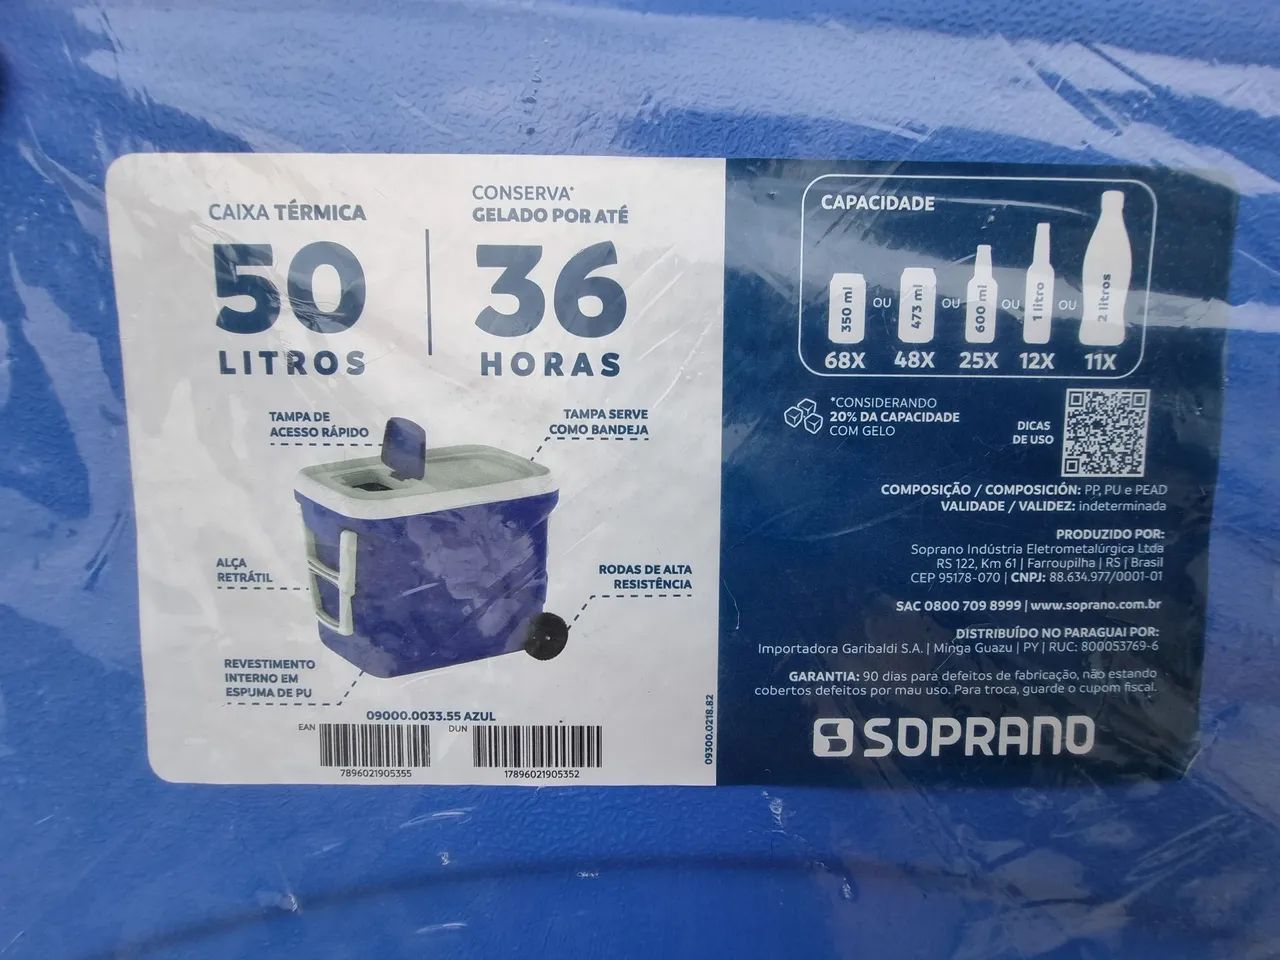 CAIXA TÉRMICA
50
LITROS
CONSERVA*
GELADO POR ATÉ
36
HORAS
TAMPA DE
ACESSO RÁPIDO
TAMPA SERVE
COMO BANDEJA
ALÇA
RETRÁTIL
RODAS DE ALTA
RESISTÊNCIA
REVESTIMENTO
INTERNO EM
ESPUMA DE PU
09000.0033.55 AZUL
EAN
7896021905355
DUN
17896021905352
09300.0218.82
CAPACIDADE
350 ml OU 473 ml OU 600 ml OU 1 litro OU 2 litros
68X 48X 25X 12X 11X
*CONSIDERANDO
20% DA CAPACIDADE
COM GELO
DICAS
DE USO
COMPOSIÇÃO / COMPOSICIÓN: PP, PU e PEAD
VALIDADE / VALIDEZ: indeterminada
PRODUZIDO POR:
Soprano Indústria Eletrometalúrgica Ltda
RS 122, Km 61 | Farroupilha | RS | Brasil
CEP 95178-070 | CNPJ: 88.634.977/0001-01
SAC 0800 709 8999 | www.soprano.com.br
DISTRIBUÍDO NO PARAGUAI POR:
Importadora Garibaldi S.A. | Minga Guazu | PY | RUC: 800053769-6
GARANTIA: 90 dias para defeitos de fabricação, não estando
cobertos defeitos por mau uso. Para troca, guarde o cupom fiscal.
SOPRANO